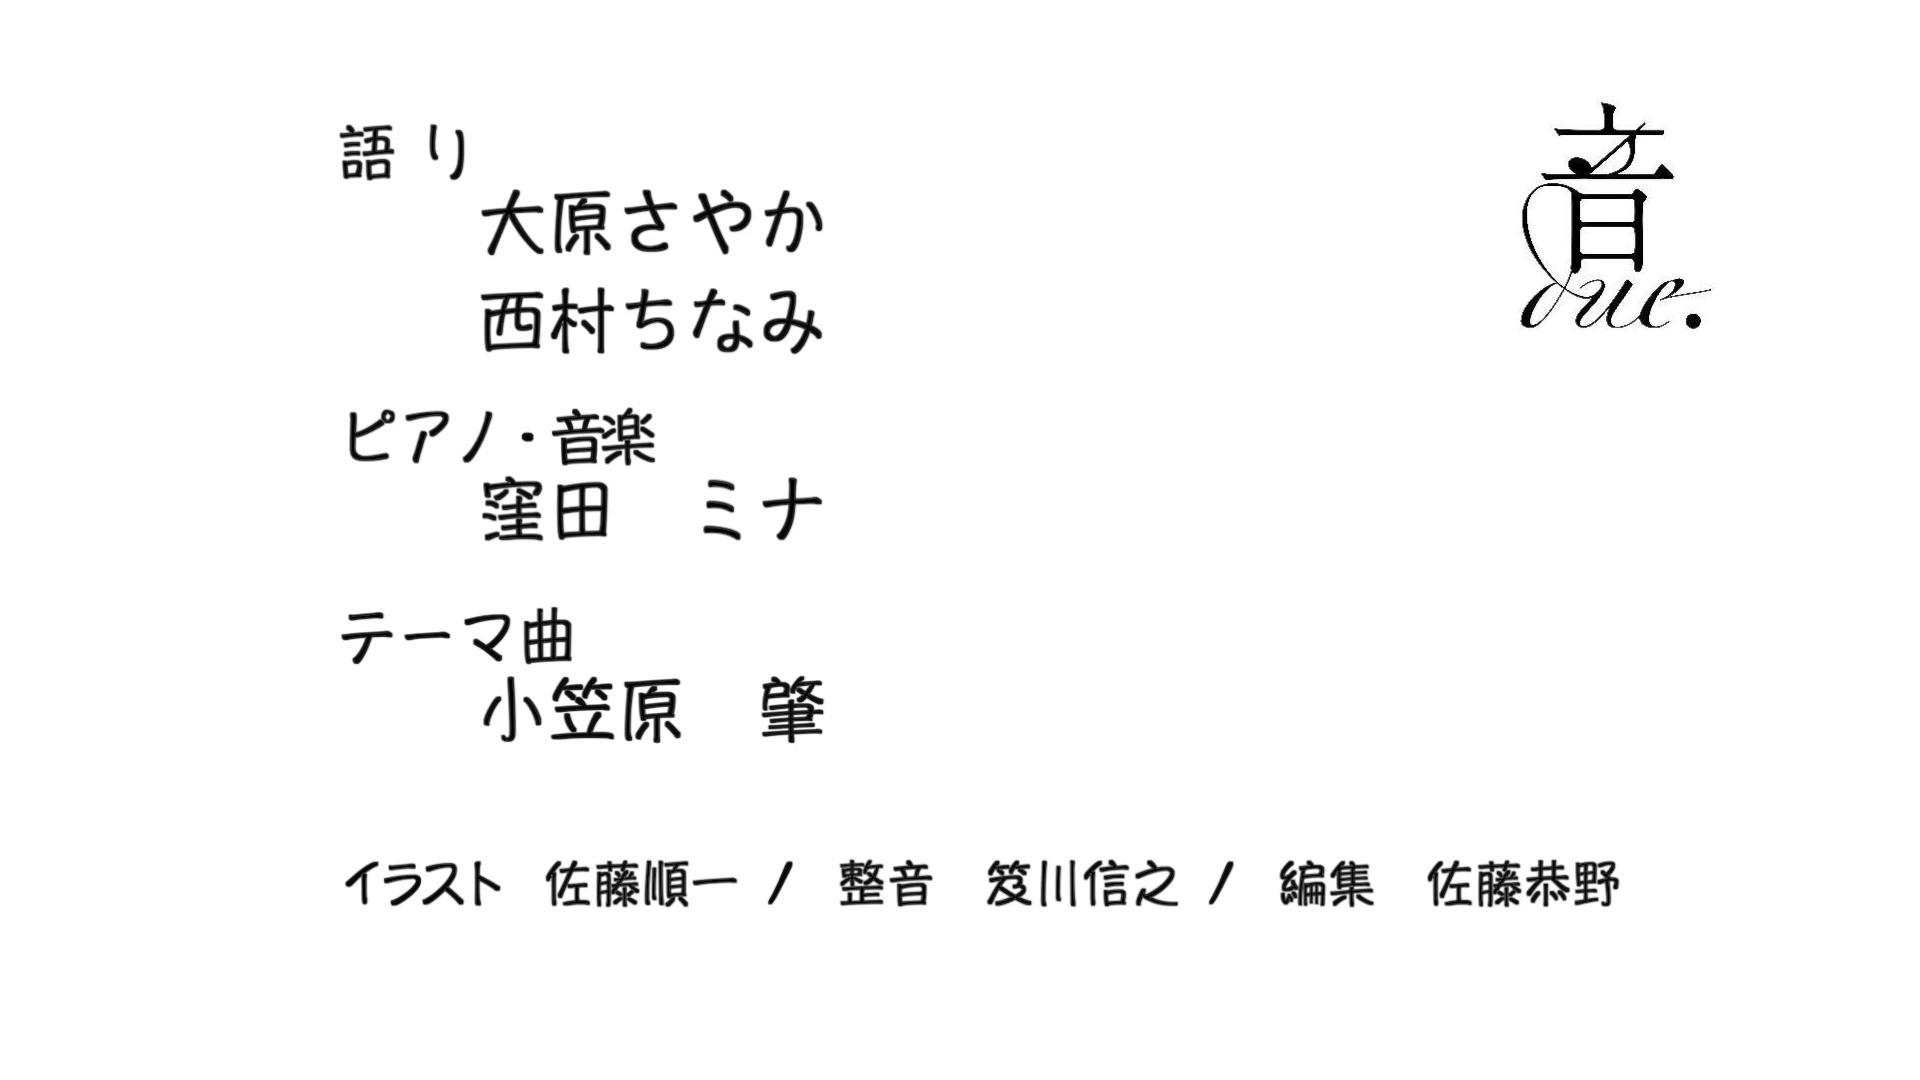 語り
大原さやか
西村ちなみ
ピアノ・音楽
窪田　ミナ
テーマ曲
小笠原　肇
イラスト　佐藤順一 / 整音　笈川信之 / 編集　佐藤恭野
音
due.